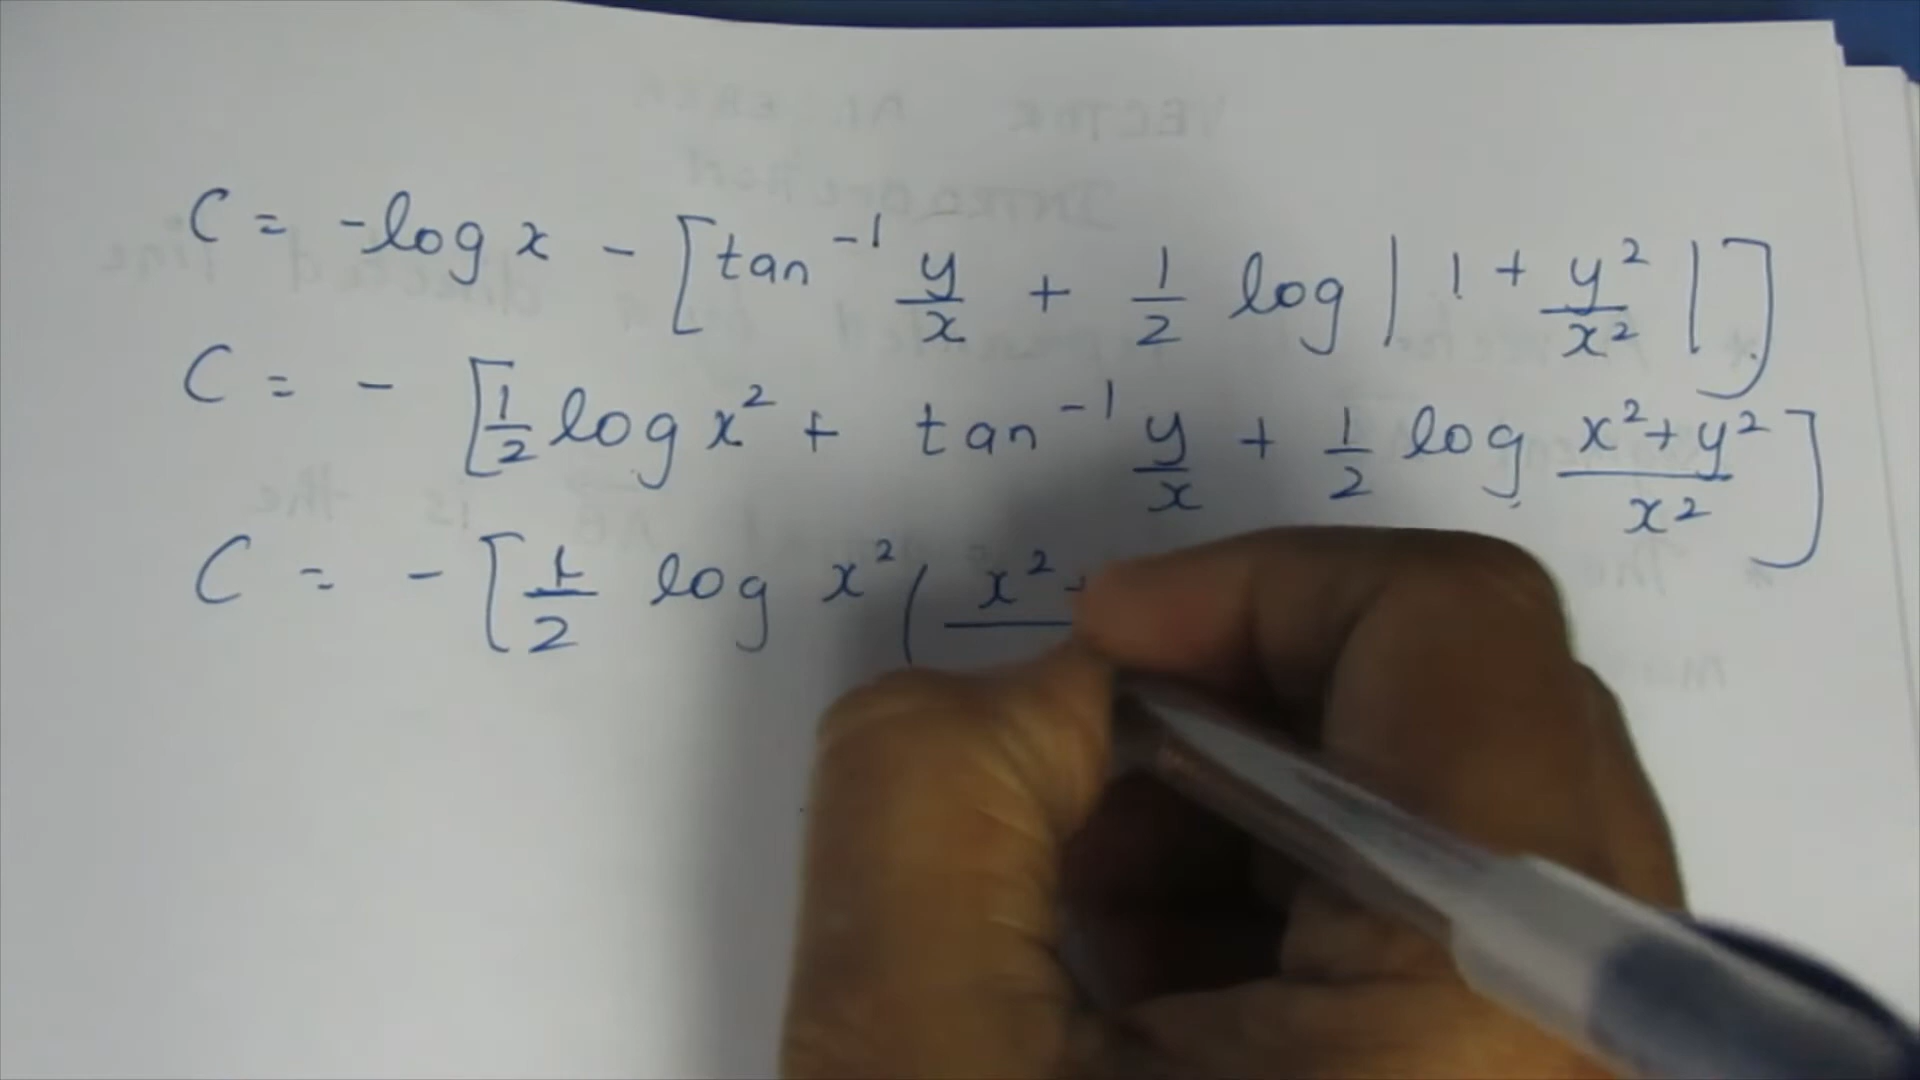 C = -log x - [tan⁻¹ y/x + 1/2 log |1 + y²/x²|]
C = - [1/2 log x² + tan⁻¹ y/x + 1/2 log (x²+y²)/x²]
C = - [1/2 log x² ( x²